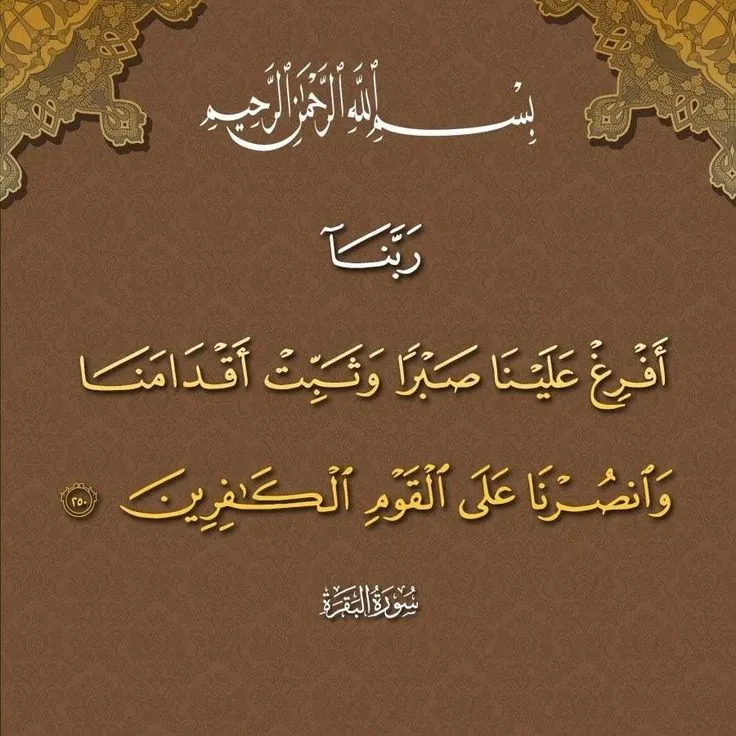 بِسْمِ ٱللَّهِ ٱلرَّحْمَٰنِ ٱلرَّحِيمِ
رَبَّنَآ
أَفْرِغْ عَلَيْنَا صَبْرًا وَثَبِّتْ أَقْدَامَنَا
وَٱنصُرْنَا عَلَى ٱلْقَوْمِ ٱلْكَـٰفِرِينَ ٢٥٠
سُورَةُ البَقَرَةِ